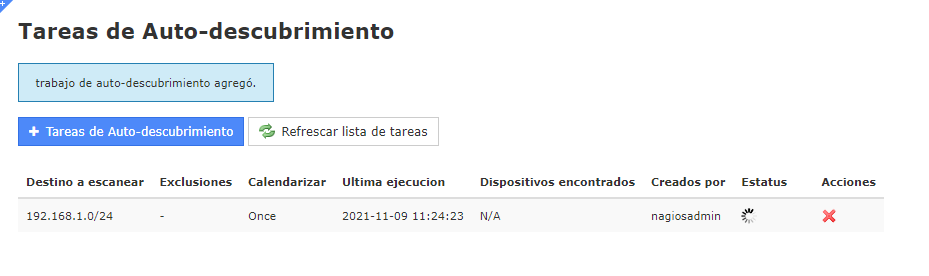 Tareas de Auto-descubrimiento
trabajo de auto-descubrimiento agregó.
+ Tareas de Auto-descubrimiento Refrescar lista de tareas
Destino a escanear Exclusiones Calendarizar Ultima ejecucion Dispositivos encontrados Creados por Estatus Acciones
192.168.1.0/24 - Once 2021-11-09 11:24:23 N/A nagiosadmin